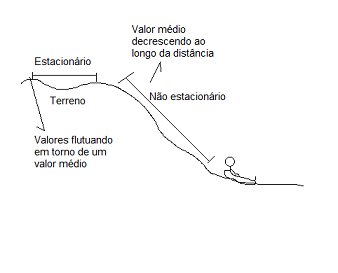 Valor médio
decrescendo ao
longo da distância
Estacionário
Não estacionário
Terreno
Valores flutuando
em torno de um
valor médio